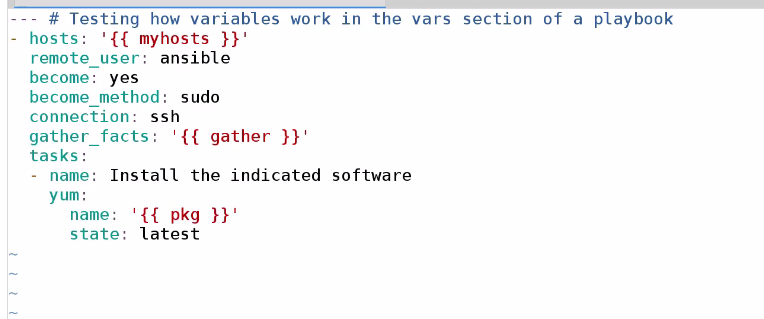 --- # Testing how variables work in the vars section of a playbook
- hosts: '{{ myhosts }}'
  remote_user: ansible
  become: yes
  become_method: sudo
  connection: ssh
  gather_facts: '{{ gather }}'
  tasks:
  - name: Install the indicated software
    yum:
      name: '{{ pkg }}'
      state: latest
~
~
~
~